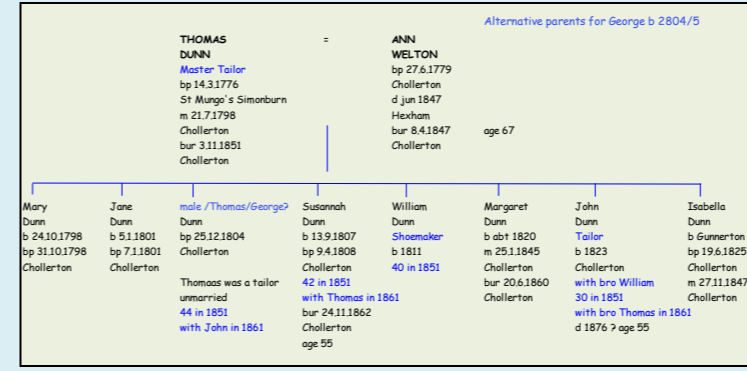 Alternative parents for George b 2804/5
THOMAS = ANN
DUNN WELTON
Master Tailor bp 27.6.1779
bp 14.3.1776 Chollerton
St Mungo's Simonburn d jun 1847
m 21.7.1798 Hexham
Chollerton bur 8.4.1847 age 67
bur 3.11.1851 Chollerton
Chollerton
Mary Jane male /Thomas/George? Susannah William Margaret John Isabella
Dunn Dunn Dunn Dunn Dunn Dunn Dunn Dunn
b 24.10.1798 b 5.1.1801 bp 25.12.1804 b 13.9.1807 Shoemaker b abt 1820 Tailor b Gunnerton
bp 31.10.1798 bp 7.1.1801 Chollerton bp 9.4.1808 b 1811 m 25.1.1845 b 1823 bp 19.6.1825
Chollerton Chollerton Chollerton 40 in 1851 Chollerton Chollerton Chollerton
Thomaas was a tailor 42 in 1851 bur 20.6.1860 with bro William m 27.11.1847
unmarried with Thomas in 1861 Chollerton 30 in 1851 Chollerton
44 in 1851 bur 24.11.1862 with bro Thomas in 1861
with John in 1861 Chollerton d 1876 ? age 55
age 55